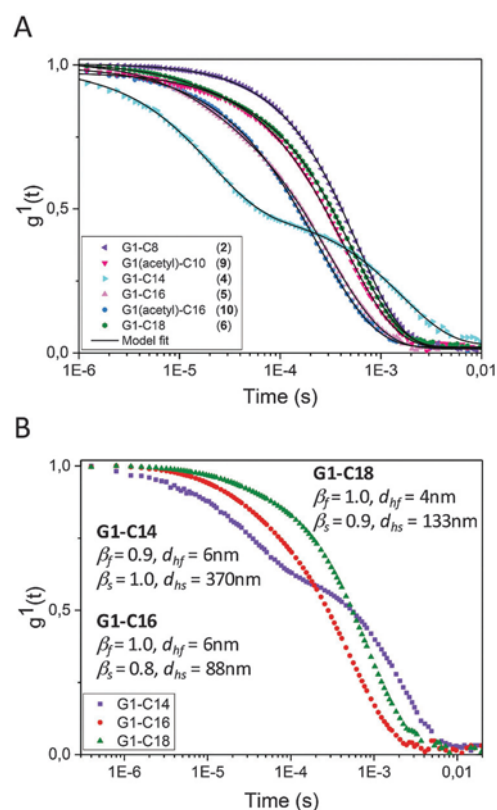 A
1,0
0,5
0,0
g¹(t)
G1-C8 (2)
G1(acetyl)-C10 (9)
G1-C14 (4)
G1-C16 (5)
G1(acetyl)-C16 (10)
G1-C18 (6)
Model fit
1E-6 1E-5 1E-4 1E-3 0,01
Time (s)
B
1,0
0,5
0,0
g¹(t)
G1-C18
βf = 1.0, dhf = 4nm
βs = 0.9, dhs = 133nm
G1-C14
βf = 0.9, dhf = 6nm
βs = 1.0, dhs = 370nm
G1-C16
βf = 1.0, dhf = 6nm
βs = 0.8, dhs = 88nm
G1-C14
G1-C16
G1-C18
1E-6 1E-5 1E-4 1E-3 0,01
Time (s)